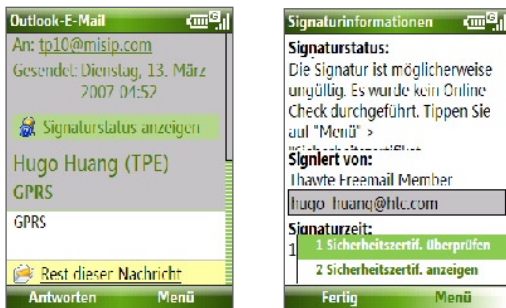 Outlook-E-Mail
An: tp10@misip.com
Gesendet: Dienstag, 13. März
2007 04:52
Signaturstatus anzeigen
Hugo Huang (TPE)
GPRS
GPRS
Rest dieser Nachricht
Antworten Menü
Signaturinformationen
Signaturstatus:
Die Signatur ist möglicherweise
ungültig. Es wurde kein Online
Check durchgeführt. Tippen Sie
auf "Menü" >
Signiert von:
Thawte Freemail Member
hugo_huang@htc.com
Signaturzeit:
1
1 Sicherheitszertif. überprüfen
2 Sicherheitszertif. anzeigen
Fertig Menü